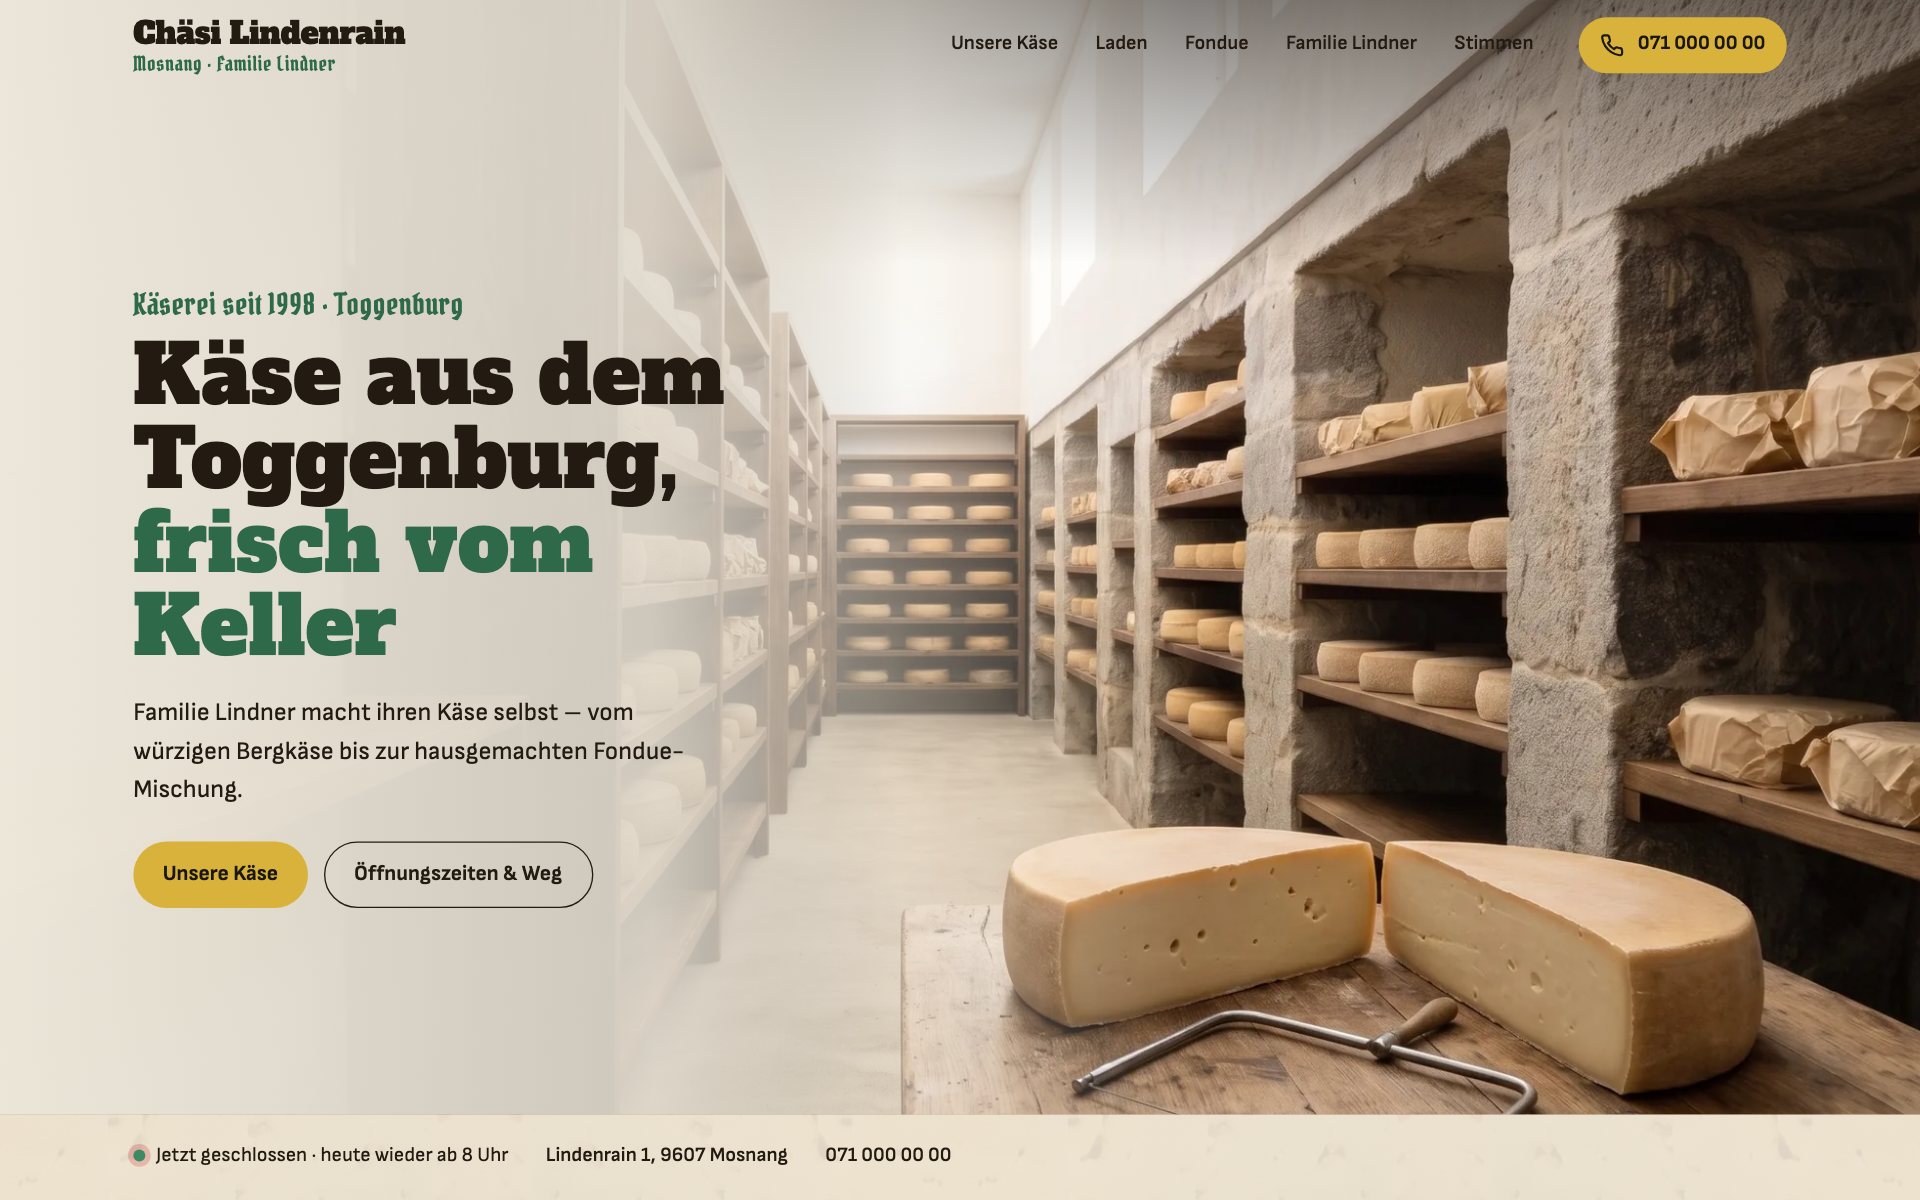 Chäsi Lindenrain
Mosnang · Familie Lindner
Unsere Käse
Laden
Fondue
Familie Lindner
Stimmen
071 000 00 00
Käserei seit 1998 · Toggenburg
Käse aus dem
Toggenburg,
frisch vom
Keller
Familie Lindner macht ihren Käse selbst – vom
würzigen Bergkäse bis zur hausgemachten Fondue-
Mischung.
Unsere Käse
Öffnungszeiten & Weg
Jetzt geschlossen · heute wieder ab 8 Uhr
Lindenrain 1, 9607 Mosnang
071 000 00 00